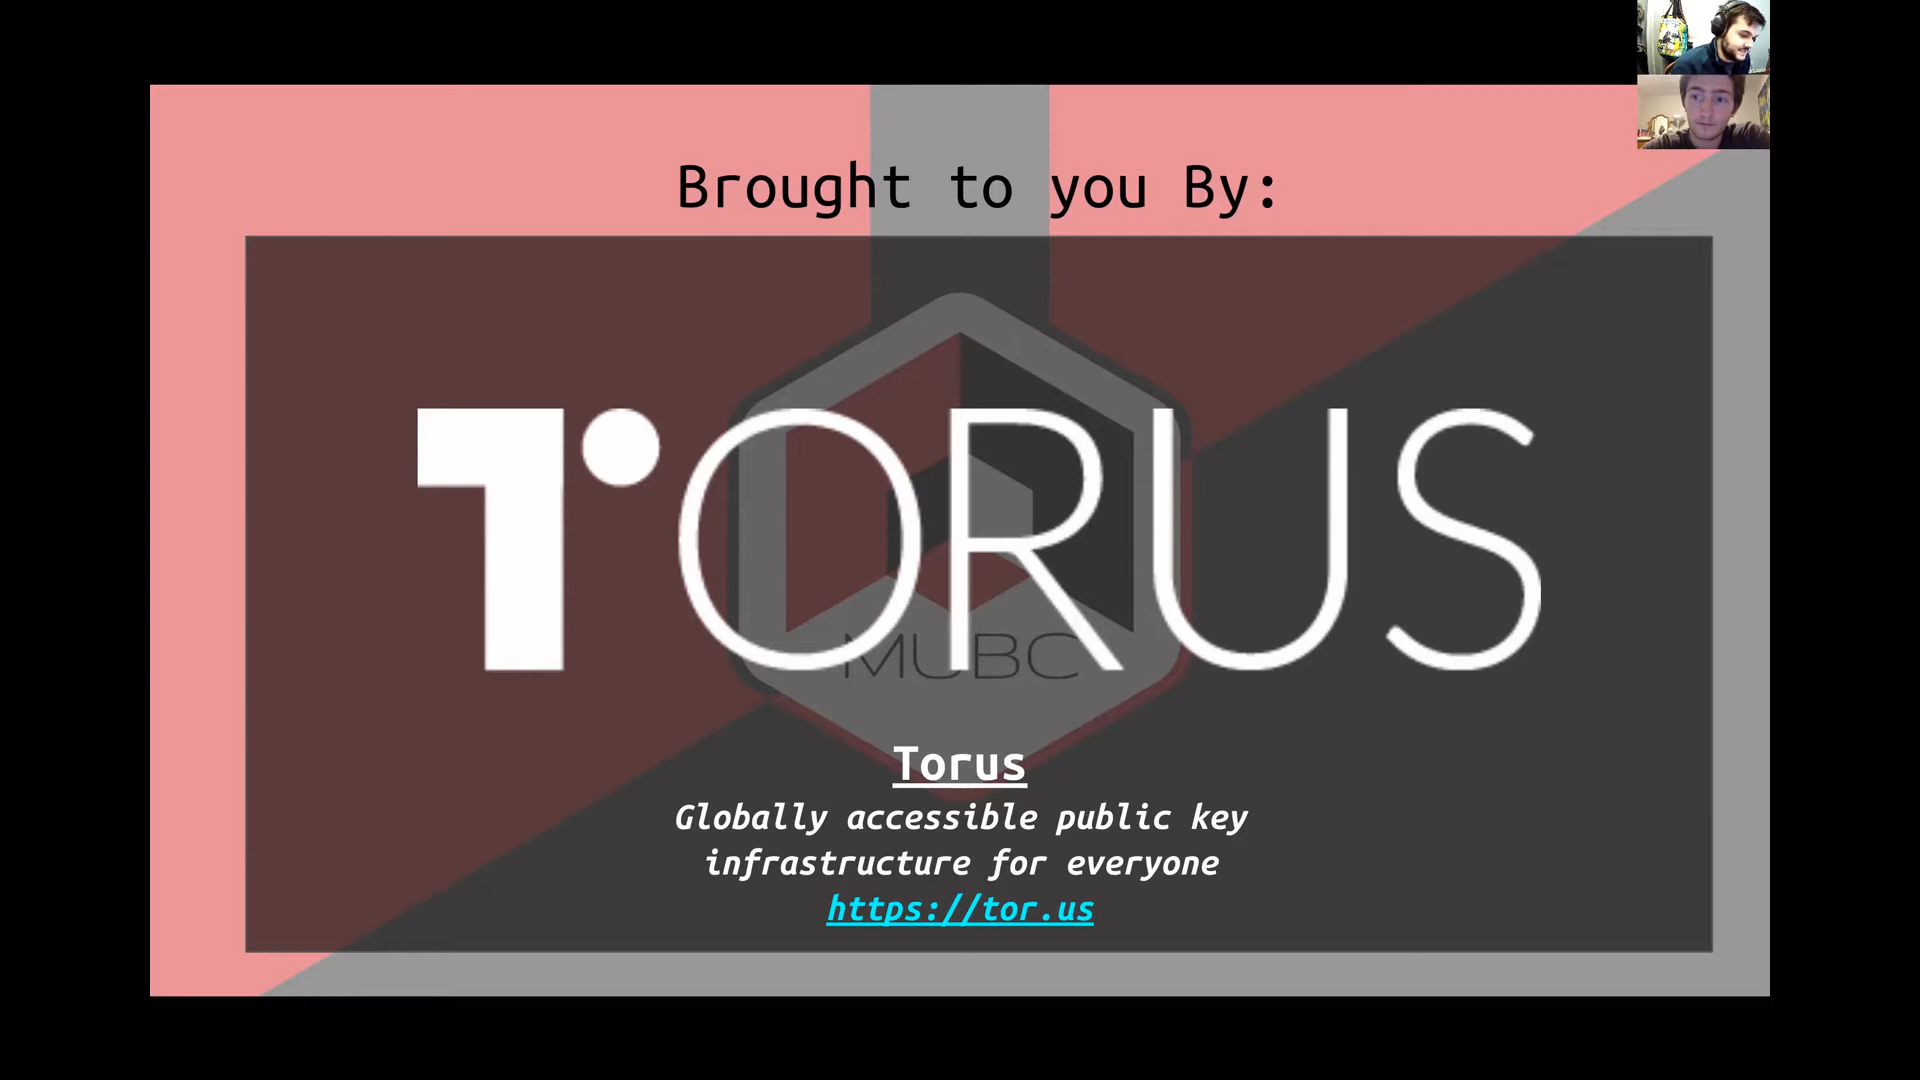 Brought to you By:
TORUS
MUBC
Torus
Globally accessible public key
infrastructure for everyone
https://tor.us